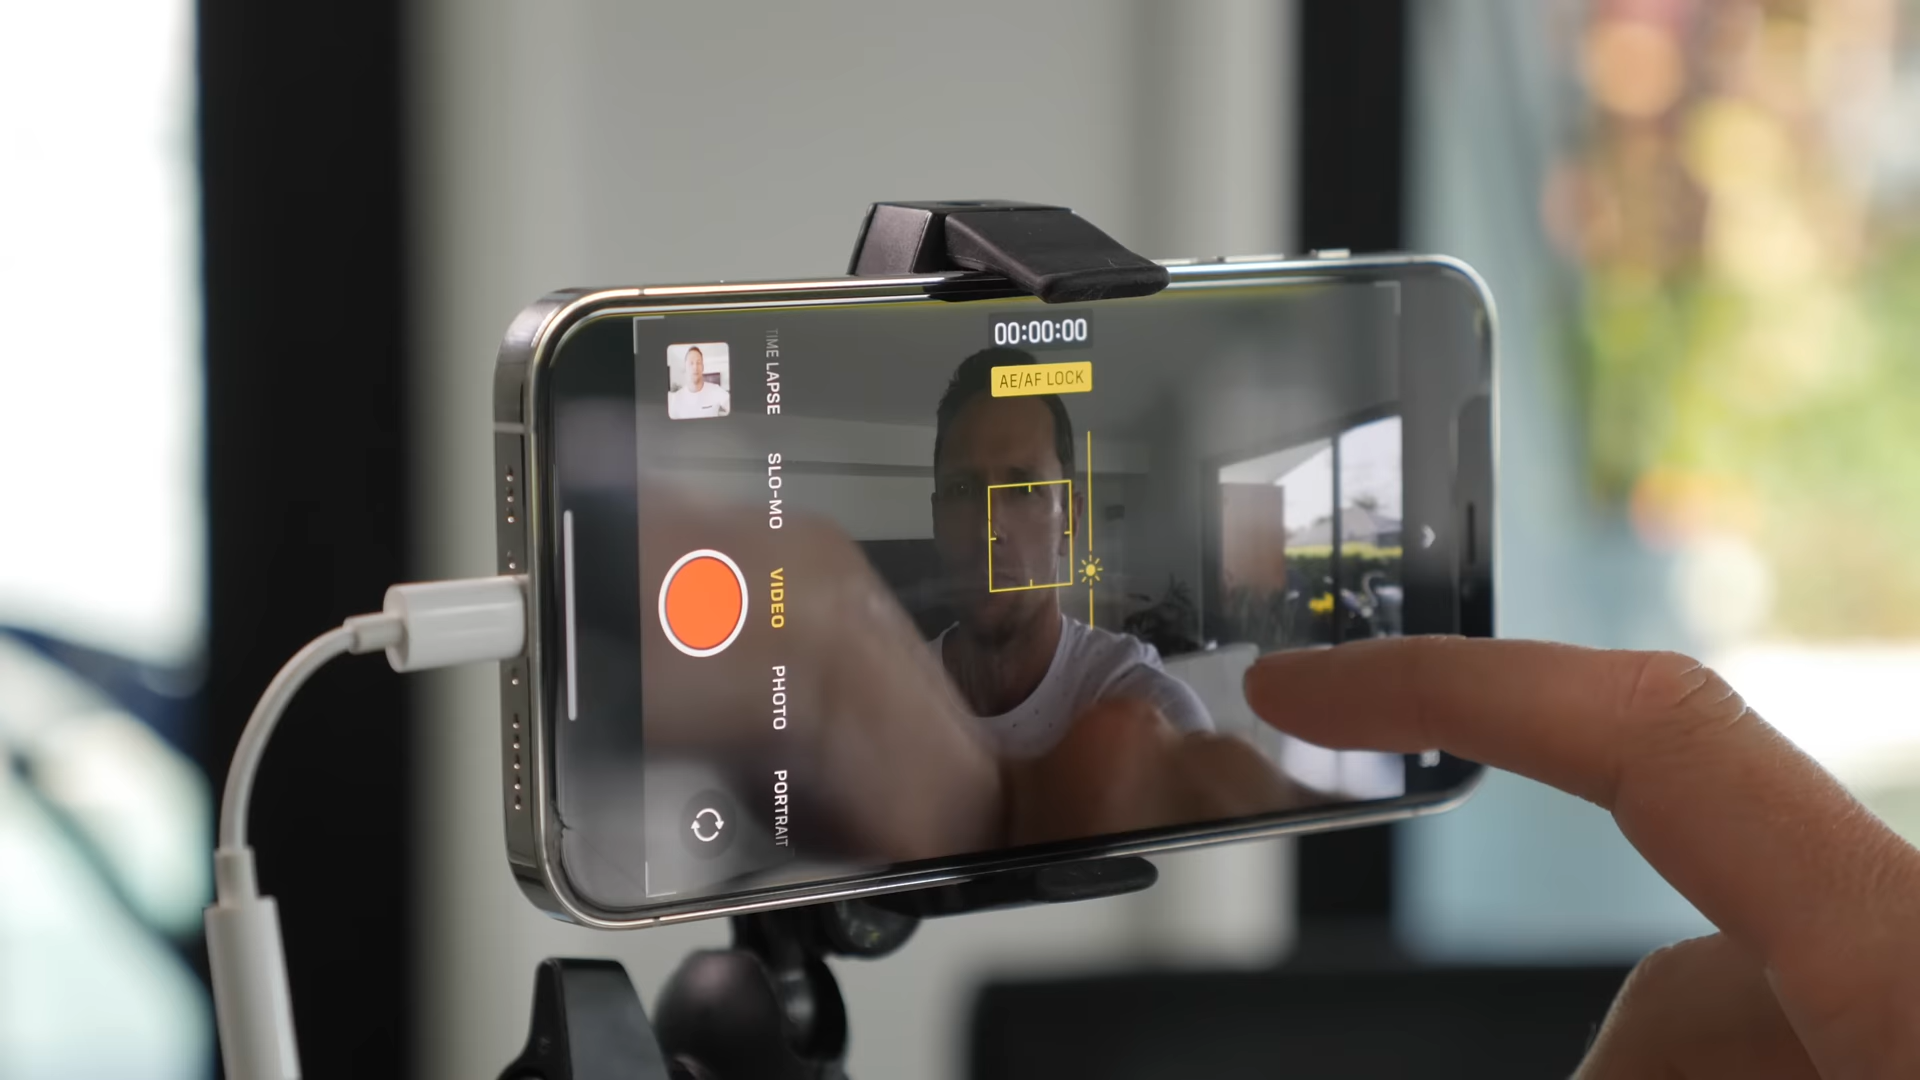 00:00:00
AE/AF LOCK
TIME LAPSE
SLO-MO
VIDEO
PHOTO
PORTRAIT